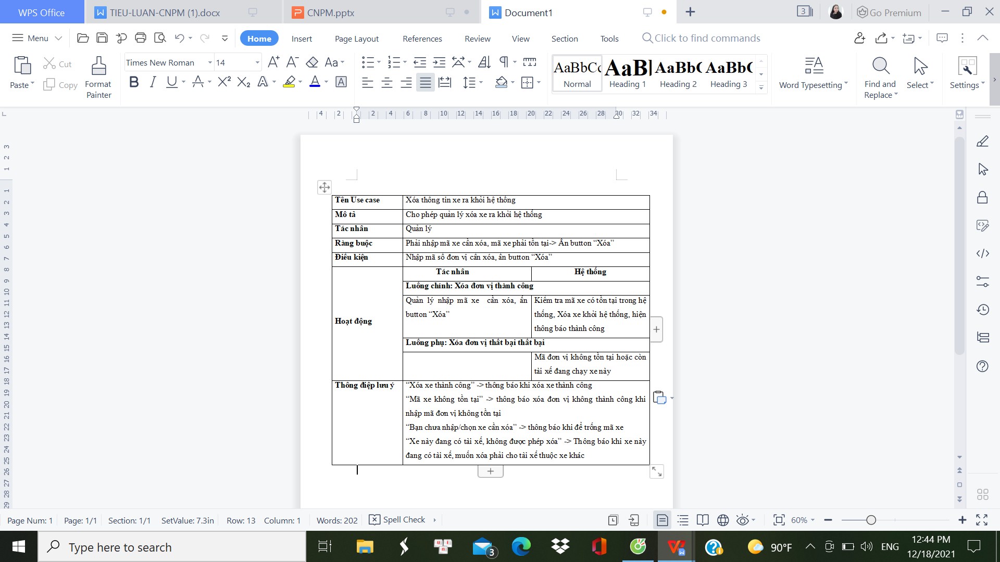 WPS Office
TIEU-LUAN-CNPM (1).docx
CNPM.pptx
Document1
3
Go Premium
Menu
Home
Insert
Page Layout
References
Review
View
Section
Tools
Click to find commands
Paste
Cut
Copy
Format
Painter
Times New Roman
14
AaBbCc
Normal
AaBb
Heading 1
AaBb(
Heading 2
AaBb(
Heading 3
Word Typesetting
Find and
Replace
Select
Settings
4 2 2 4 6 8 10 12 14 16 18 20 22 24 26 28 30 32 34
3
2
1
1
2
3
4
5
6
7
8
9
10
11
12
13
14
15
16
17
18
19
20
21
22
23
24
25
26
27
28
29
Tên Use case Xóa thông tin xe ra khỏi hệ thống
Mô tả Cho phép quản lý xóa xe ra khỏi hệ thống
Tác nhân Quản lý
Ràng buộc Phải nhập mã xe cần xóa, mã xe phải tồn tại-> Ấn button “Xóa”
Điều kiện Nhập mã số đơn vị cần xóa, ấn button “Xóa”
Hoạt động
Tác nhân Hệ thống
Luồng chính: Xóa đơn vị thành công
Quản lý nhập mã xe cần xóa, ấn
button “Xóa”
Kiểm tra mã xe có tồn tại trong hệ
thống, Xóa xe khỏi hệ thống, hiện
thông báo thành công
Luồng phụ: Xóa đơn vị thất bại thất bại
Mã đơn vị không tồn tại hoặc còn
tài xế đang chạy xe này
Thông điệp lưu ý “Xóa xe thành công” -> thông báo khi xóa xe thành công
“Mã xe không tồn tại” -> thông báo xóa đơn vị không thành công khi
nhập mã đơn vị không tồn tại
“Bạn chưa nhập/chọn xe cần xóa” -> thông báo khi để trống mã xe
“Xe này đang có tài xế, không được phép xóa” -> Thông báo khi xe này
đang có tài xế, muốn xóa phải cho tài xế thuộc xe khác
Page Num: 1 Page: 1/1 Section: 1/1 SetValue: 7.3in Row: 13 Column: 1 Words: 202 Spell Check 60%
Type here to search
u i n
3
90°F
ENG
12:44 PM
12/18/2021